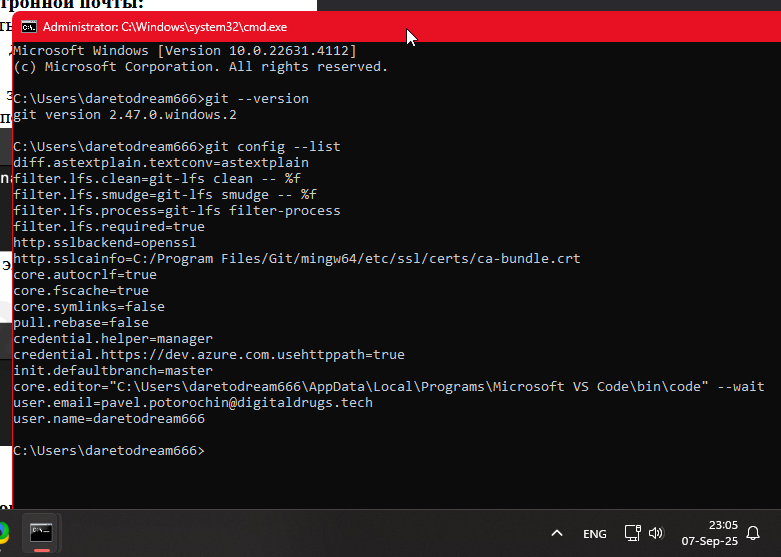 тронной почты:
Administrator: C:\Windows\system32\cmd.exe
Microsoft Windows [Version 10.0.22631.4112]
(c) Microsoft Corporation. All rights reserved.
C:\Users\daretodream666>git --version
git version 2.47.0.windows.2
C:\Users\daretodream666>git config --list
diff.astextplain.textconv=astextplain
filter.lfs.clean=git-lfs clean -- %f
filter.lfs.smudge=git-lfs smudge -- %f
filter.lfs.process=git-lfs filter-process
filter.lfs.required=true
http.sslbackend=openssl
http.sslcainfo=C:/Program Files/Git/mingw64/etc/ssl/certs/ca-bundle.crt
core.autocrlf=true
core.fscache=true
core.symlinks=false
pull.rebase=false
credential.helper=manager
credential.https://dev.azure.com.usehttppath=true
init.defaultbranch=master
core.editor="C:\Users\daretodream666\AppData\Local\Programs\Microsoft VS Code\bin\code" --wait
user.email=pavel.potorochin@digitaldrugs.tech
user.name=daretodream666
C:\Users\daretodream666>
ENG
23:05
07-Sep-25